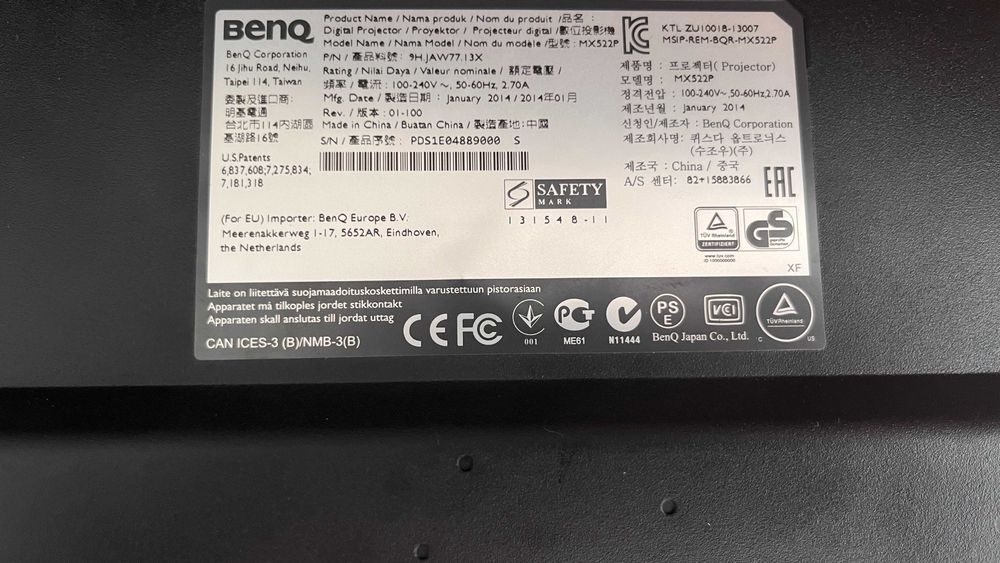 BenQ
BenQ Corporation
16 Jihu Road, Neihu,
Taipei 114, Taiwan
委製及進口商:
明基電通
台北市114內湖區
基湖路16號
U.S.Patents
6,837,608;7,275,834;
7,181,318
Product Name / Nama produk / Nom du produit /品名 :
Digital Projector / Proyektor / Projecteur digital /數位投影機
Model Name / Nama Model / Nom du modèle /型號 : MX522P
P/N / 產品料號: 9H.JAW77.13X
Rating / Nilai Daya / Valeur nominale / 額定電壓 /
頻率 / 電流 : 100-240V ~, 50-60Hz, 2.70A
Mfg. Date / 製造日期 : January 2014 / 2014年01月
Rev. / 版本 : 01-100
Made in China / Buatan China / 製造產地:中國
S/N / 產品序號 : PDS1E04889000 S
SAFETY
MARK
131548-11
(For EU) Importer: BenQ Europe B.V.
Meerenakkerweg 1-17, 5652AR, Eindhoven,
the Netherlands
KTL ZU10018-13007
MSIP-REM-BQR-MX522P
제품명 : 프로젝터( Projector)
모델명 : MX522P
정격전압 : 100-240V~,50-60Hz,2.70A
제조년월 : January 2014
신청인/제조자 : BenQ Corporation
제조회사명: 퀴스다 옵트로닉스
(수조우)(주)
제조국 : China / 중국
A/S 센터: 82+15883866
EAC
TÜVRheinland
ZERTIFIZIERT
GS
geprüfte
Sicherheit
www.tuv.com
ID 1000000000
XF
Laite on liitettävä suojamaadoituskoskettimilla varustettuun pistorasiaan
Apparatet må tilkoples jordet stikkontakt
Apparaten skall anslutas till jordat uttag
CAN ICES-3 (B)/NMB-3(B)
CE FC
001
ME61
N11444
PS
E
BenQ Japan Co., Ltd.
VCI
TÜVRheinland
C US